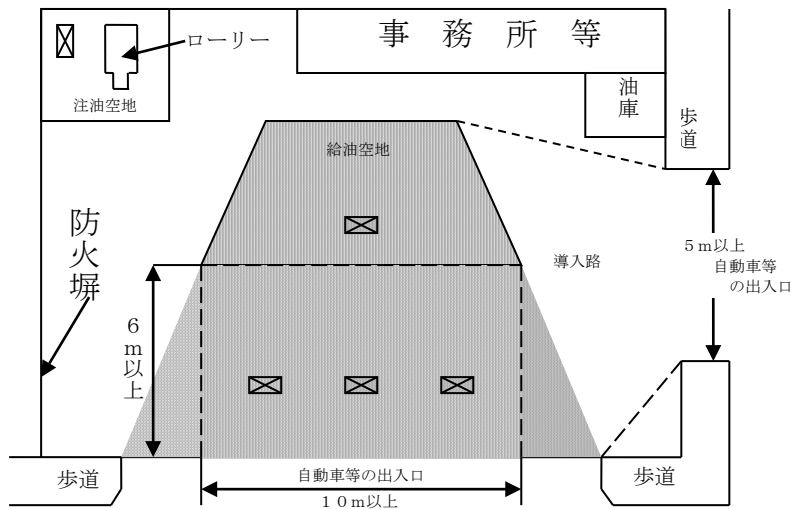 ローリー
事務所等
注油空地
油庫
歩道
給油空地
防火塀
5m以上
自動車等
の出入口
導入路
6m以上
歩道
自動車等の出入口
10m以上
歩道